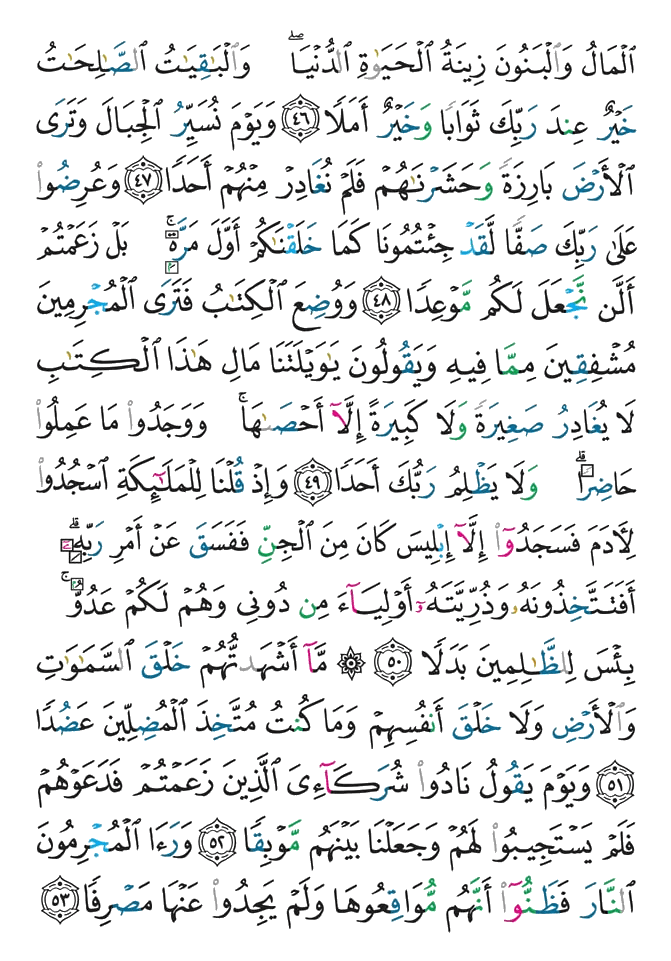 ٱلْمَالُ وَٱلْبَنُونَ زِينَةُ ٱلْحَيَوٰةِ ٱلدُّنْيَا ۖ وَٱلْبَٰقِيَٰتُ ٱلصَّٰلِحَٰتُ
خَيْرٌ عِندَ رَبِّكَ ثَوَابًا وَخَيْرٌ أَمَلًا ٤٦ وَيَوْمَ نُسَيِّرُ ٱلْجِبَالَ وَتَرَى
ٱلْأَرْضَ بَارِزَةً وَحَشَرْنَٰهُمْ فَلَمْ نُغَادِرْ مِنْهُمْ أَحَدًا ٤٧ وَعُرِضُوا۟
عَلَىٰ رَبِّكَ صَفًّا لَّقَدْ جِئْتُمُونَا كَمَا خَلَقْنَٰكُمْ أَوَّلَ مَرَّةٍۭ ۚ بَلْ زَعَمْتُمْ
أَلَّن نَّجْعَلَ لَكُم مَّوْعِدًا ٤٨ وَوُضِعَ ٱلْكِتَٰبُ فَتَرَى ٱلْمُجْرِمِينَ
مُشْفِقِينَ مِمَّا فِيهِ وَيَقُولُونَ يَٰوَيْلَتَنَا مَالِ هَٰذَا ٱلْكِتَٰبِ
لَا يُغَادِرُ صَغِيرَةً وَلَا كَبِيرَةً إِلَّآ أَحْصَىٰهَا ۚ وَوَجَدُوا۟ مَا عَمِلُوا۟
حَاضِرًا ۗ وَلَا يَظْلِمُ رَبُّكَ أَحَدًا ٤٩ وَإِذْ قُلْنَا لِلْمَلَٰٓئِكَةِ ٱسْجُدُوا۟
لِءَادَمَ فَسَجَدُوٓا۟ إِلَّآ إِبْلِيسَ كَانَ مِنَ ٱلْجِنِّ فَفَسَقَ عَنْ أَمْرِ رَبِّهِۦٓ ۗ
أَفَتَتَّخِذُونَهُۥ وَذُرِّيَّتَهُۥٓ أَوْلِيَآءَ مِن دُونِى وَهُمْ لَكُمْ عَدُوٌّۢ ۚ
بِئْسَ لِلظَّٰلِمِينَ بَدَلًا ٥٠ ۞ مَّآ أَشْهَدتُّهُمْ خَلْقَ ٱلسَّمَٰوَٰتِ
وَٱلْأَرْضِ وَلَا خَلْقَ أَنفُسِهِمْ وَمَا كُنتُ مُتَّخِذَ ٱلْمُضِلِّينَ عَضُدًا
٥١ وَيَوْمَ يَقُولُ نَادُوا۟ شُرَكَآءِىَ ٱلَّذِينَ زَعَمْتُمْ فَدَعَوْهُمْ
فَلَمْ يَسْتَجِيبُوا۟ لَهُمْ وَجَعَلْنَا بَيْنَهُم مَّوْبِقًا ٥٢ وَرَءَا ٱلْمُجْرِمُونَ
ٱلنَّارَ فَظَنُّوٓا۟ أَنَّهُم مُّوَاقِعُوهَا وَلَمْ يَجِدُوا۟ عَنْهَا مَصْرِفًا ٥٣